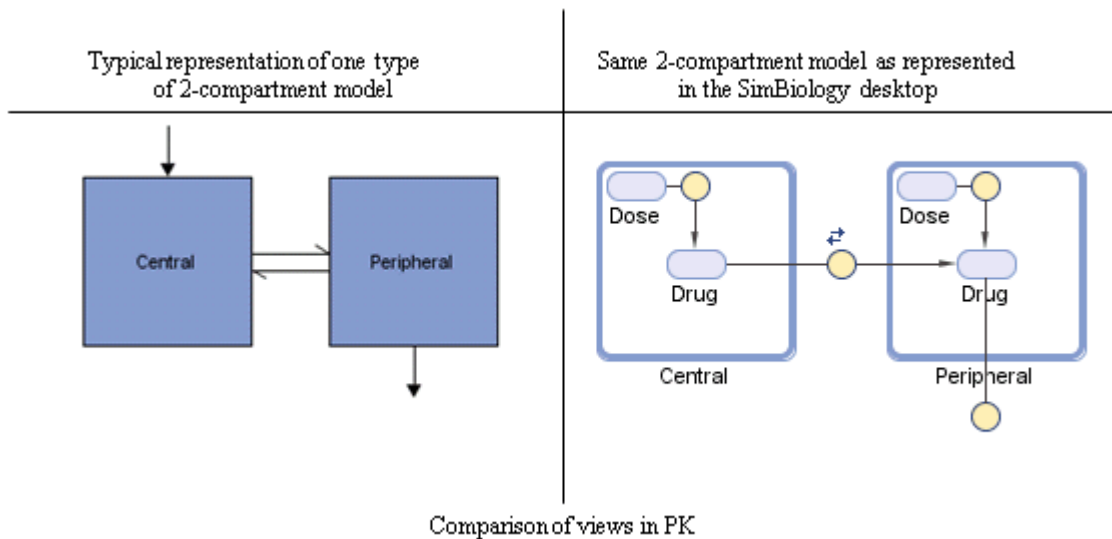 Typical representation of one type
of 2-compartment model
Same 2-compartment model as represented
in the SimBiology desktop
Central
Peripheral
Dose
Drug
Central
Dose
Drug
Peripheral
Comparison of views in PK